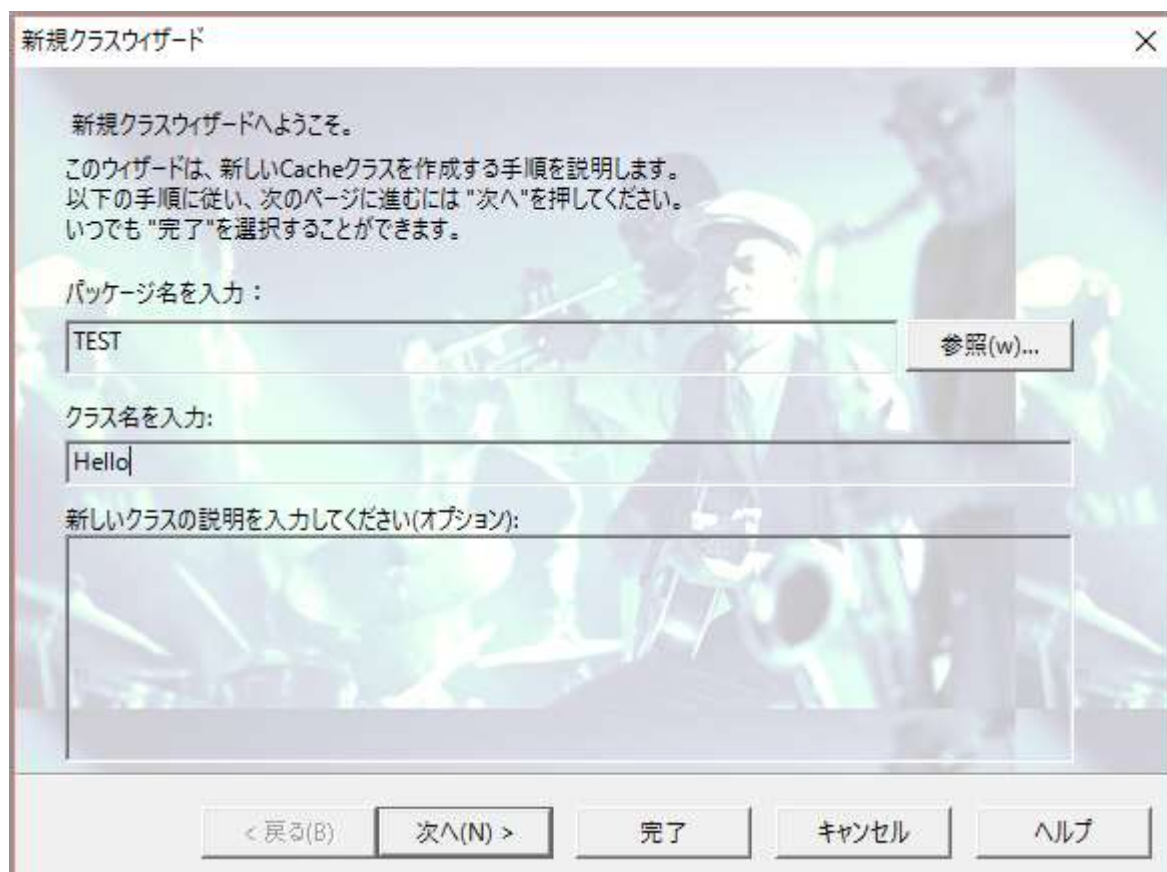 新規クラスウィザード
新規クラスウィザードへようこそ。
このウィザードは、新しいCacheクラスを作成する手順を説明します。
以下の手順に従い、次のページに進むには "次へ"を押してください。
いつでも "完了"を選択することができます。
パッケージ名を入力：
TEST
参照(w)...
クラス名を入力:
Hello
新しいクラスの説明を入力してください(オプション):
< 戻る(B)
次へ(N) >
完了
キャンセル
ヘルプ